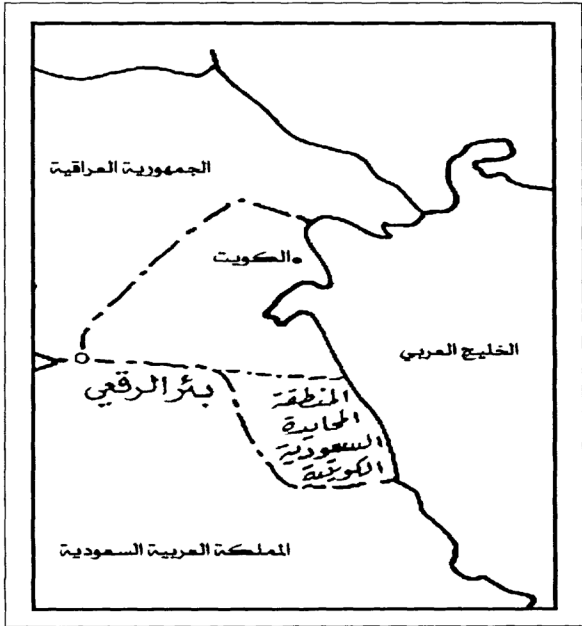 الجمهورية العراقية
الكويت
الخليج العربي
بئر الرقعي
المنطقة
المحايدة
السعودية
الكويتية
المملكة العربية السعودية